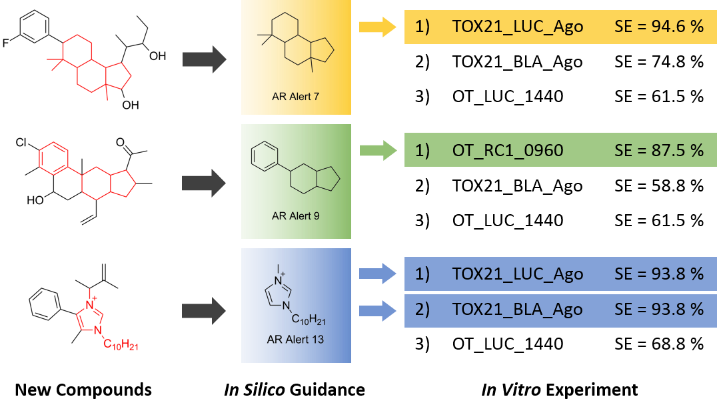 F
OH
OH
AR Alert 7
1) TOX21_LUC_Ago SE = 94.6 %
2) TOX21_BLA_Ago SE = 74.8 %
3) OT_LUC_1440 SE = 61.5 %
Cl
O
HO
AR Alert 9
1) OT_RC1_0960 SE = 87.5 %
2) TOX21_BLA_Ago SE = 58.8 %
3) OT_LUC_1440 SE = 61.5 %
N+
N
C10H21
N+
N
C10H21
AR Alert 13
1) TOX21_LUC_Ago SE = 93.8 %
2) TOX21_BLA_Ago SE = 93.8 %
3) OT_LUC_1440 SE = 68.8 %
New Compounds In Silico Guidance In Vitro Experiment